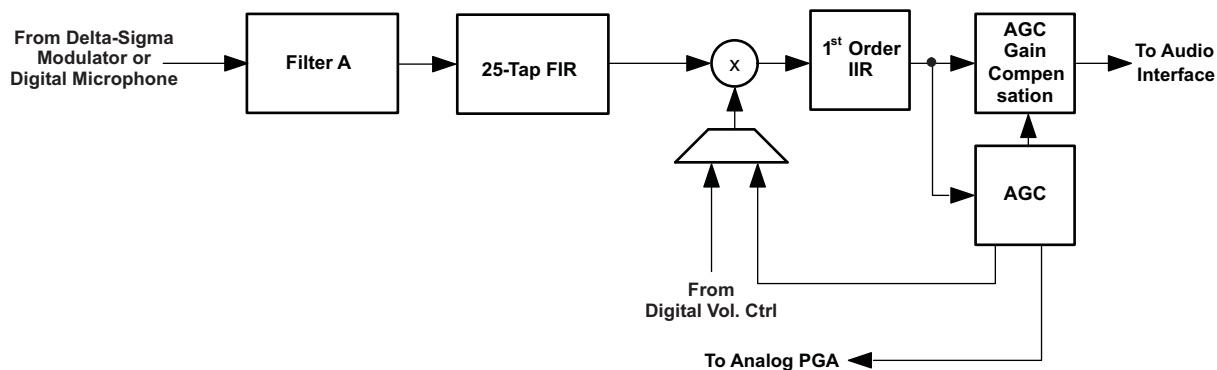 From Delta-Sigma
Modulator or
Digital Microphone
Filter A
25-Tap FIR
x
1st Order
IIR
AGC
Gain
Compen
sation
To Audio
Interface
AGC
From
Digital Vol. Ctrl
To Analog PGA